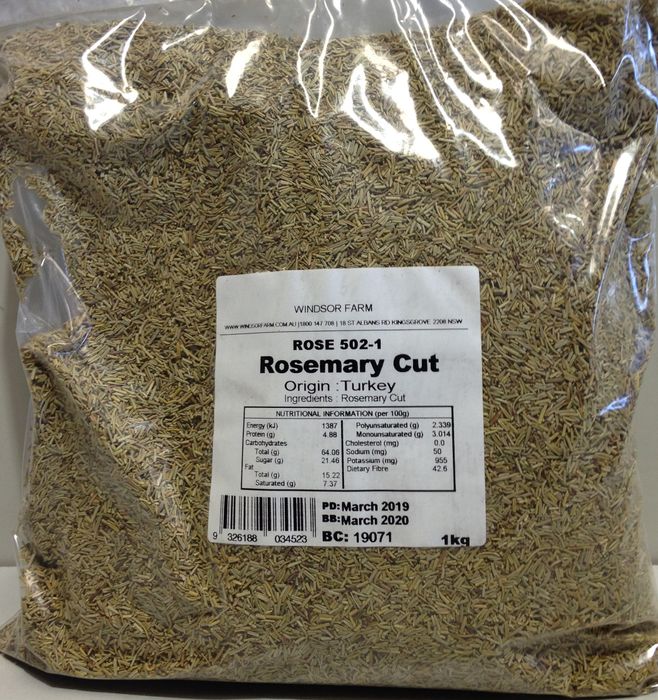 WINDSOR FARM
WWW.WINDSORFARM.COM.AU |1800 147 708 | 18 ST ALBANS RD KINGSGROVE 2208 NSW
ROSE 502-1
Rosemary Cut
Origin : Turkey
Ingredients : Rosemary Cut
NUTRITIONAL INFORMATION (per 100g)
Energy (kJ) 1387 Polyunsaturated (g) 2.339
Protein (g) 4.88 Monounsaturated (g) 3.014
Carbohydrates Cholesterol (mg) 0.0
Total (g) 64.06 Sodium (mg) 50
Sugar (g) 21.46 Potassium (mg) 955
Fat Dietary Fibre 42.6
Total (g) 15.22
Saturated (g) 7.37
PD: March 2019
BB: March 2020
BC: 19071
1kg
9 326188 034523